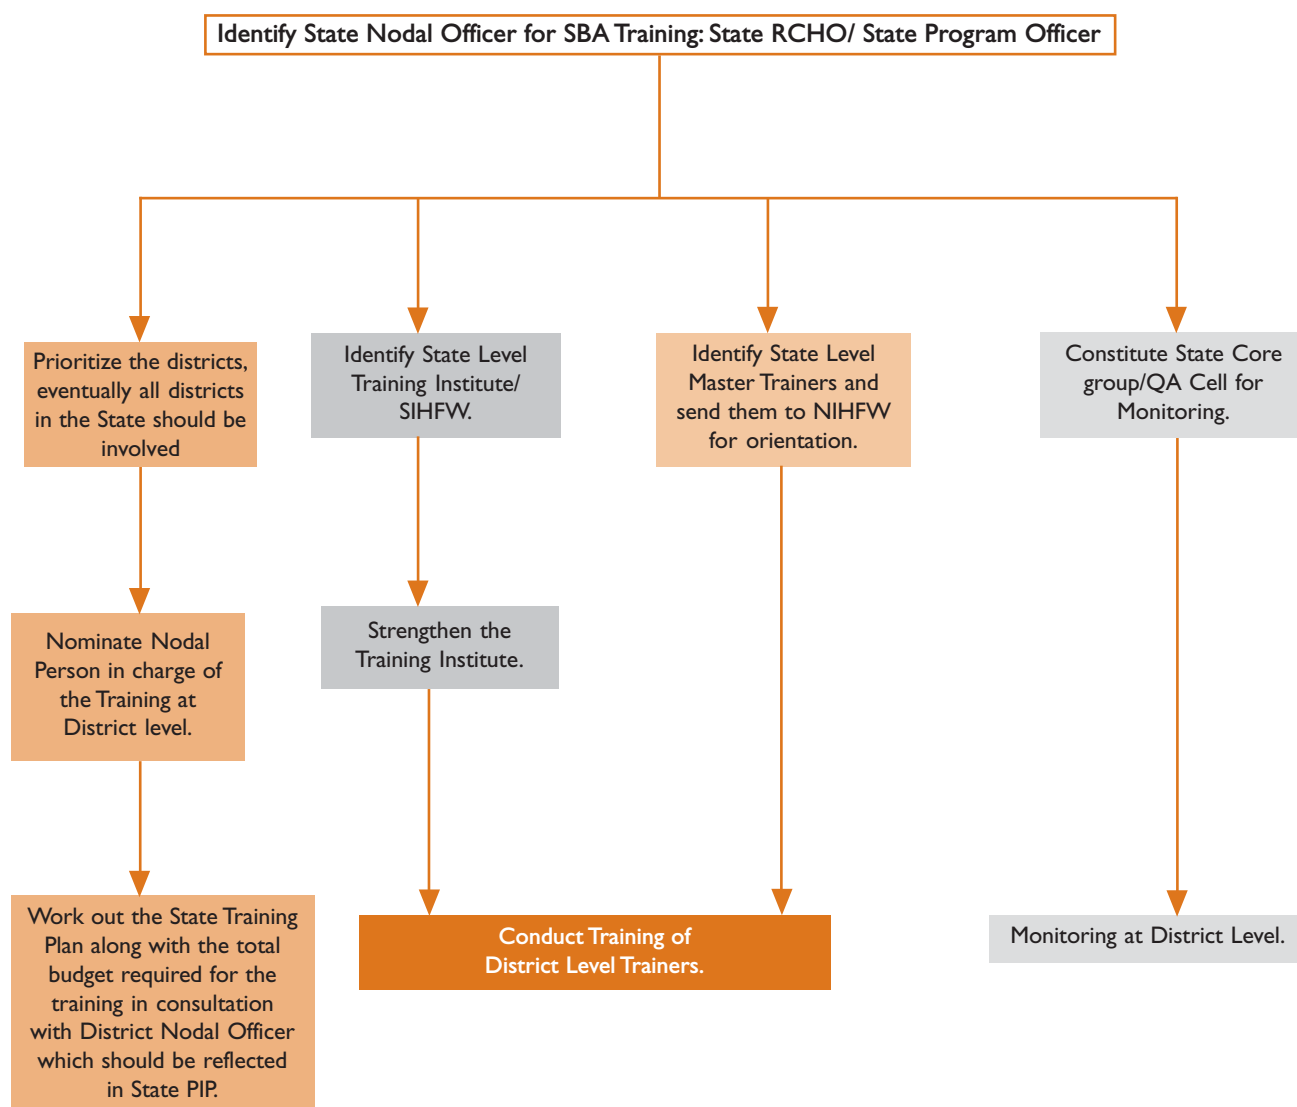 Identify State Nodal Officer for SBA Training: State RCHO/ State Program Officer
Prioritize the districts,
eventually all districts
in the State should be
involved
Identify State Level
Training Institute/
SIHFW.
Identify State Level
Master Trainers and
send them to NIHFW
for orientation.
Constitute State Core
group/QA Cell for
Monitoring.
Nominate Nodal
Person in charge of
the Training at
District level.
Strengthen the
Training Institute.
Work out the State Training
Plan along with the total
budget required for the
training in consultation
with District Nodal Officer
which should be reflected
in State PIP.
Conduct Training of
District Level Trainers.
Monitoring at District Level.